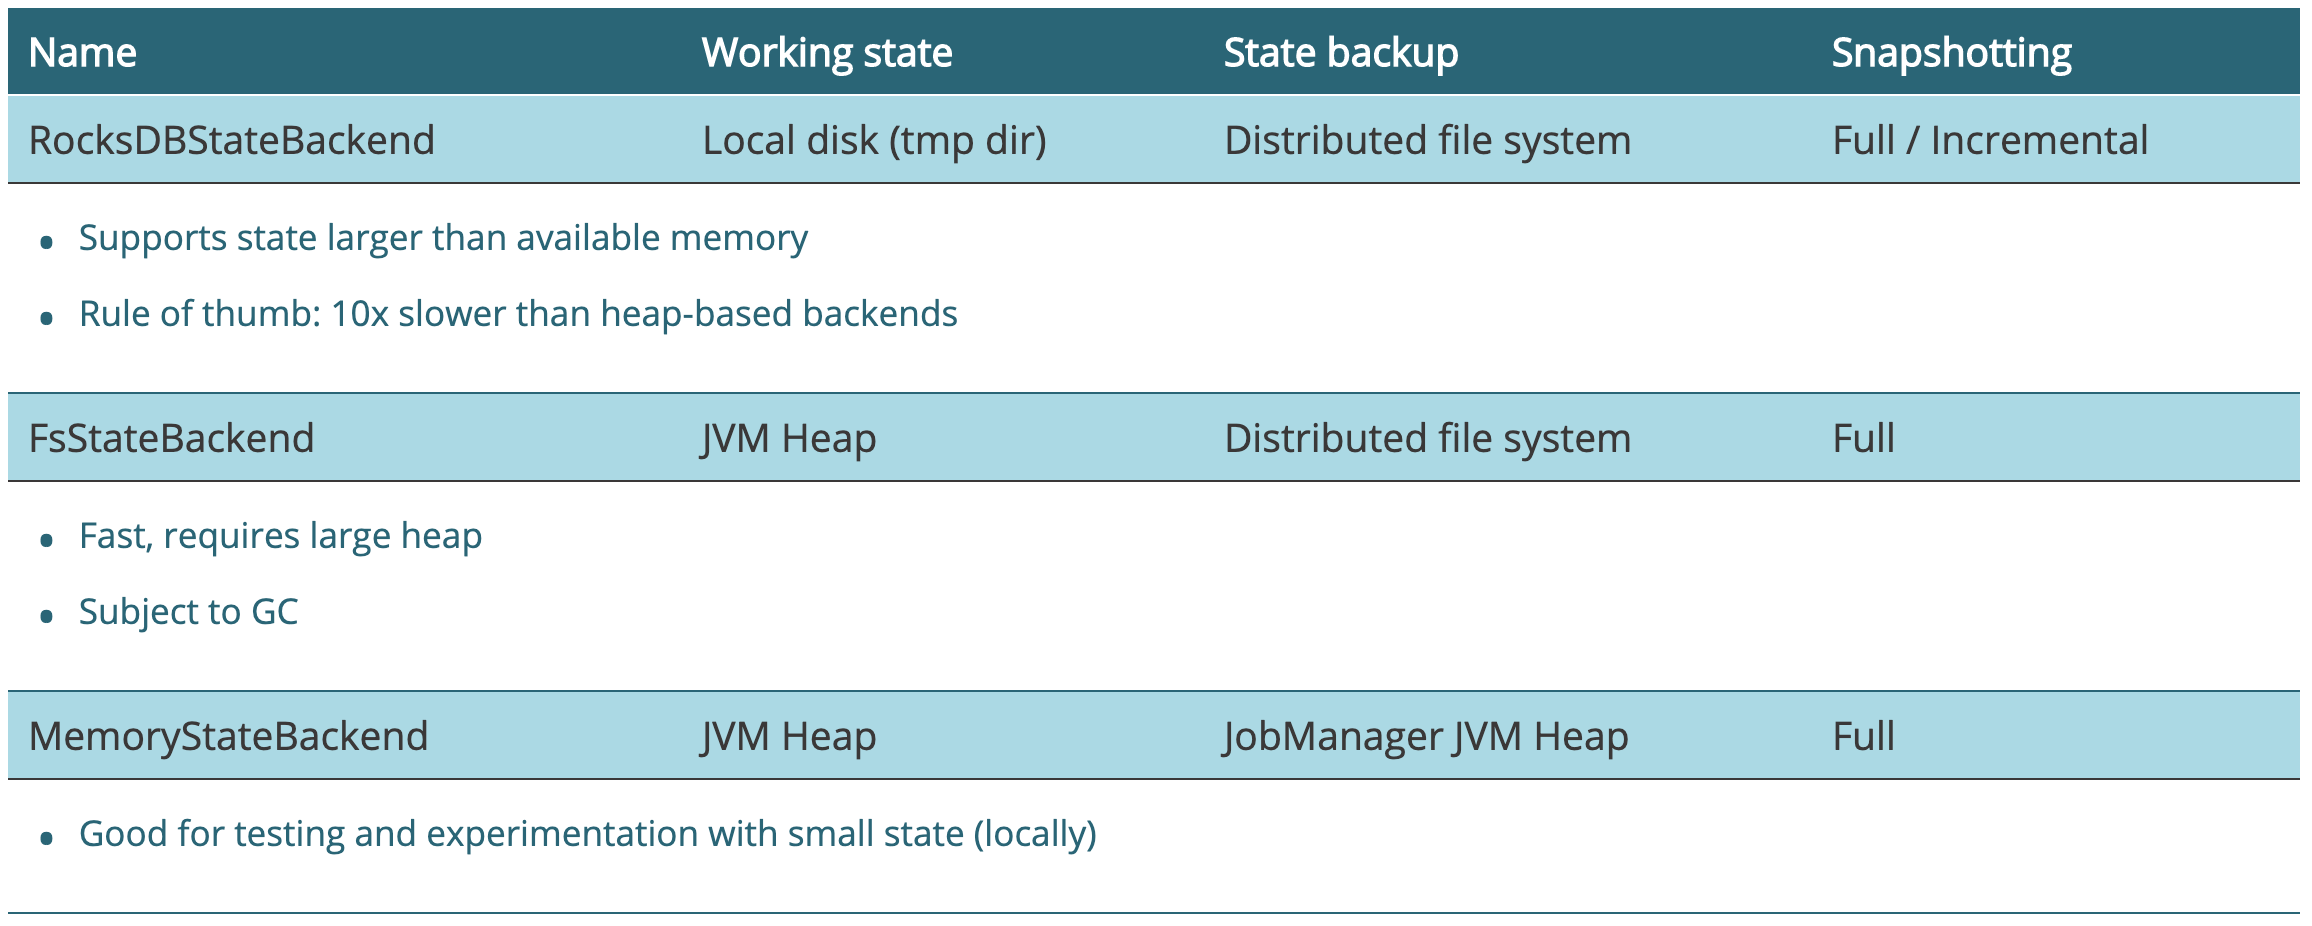 Name Working state State backup Snapshotting
RocksDBStateBackend Local disk (tmp dir) Distributed file system Full / Incremental
• Supports state larger than available memory
• Rule of thumb: 10x slower than heap-based backends
FsStateBackend JVM Heap Distributed file system Full
• Fast, requires large heap
• Subject to GC
MemoryStateBackend JVM Heap JobManager JVM Heap Full
• Good for testing and experimentation with small state (locally)